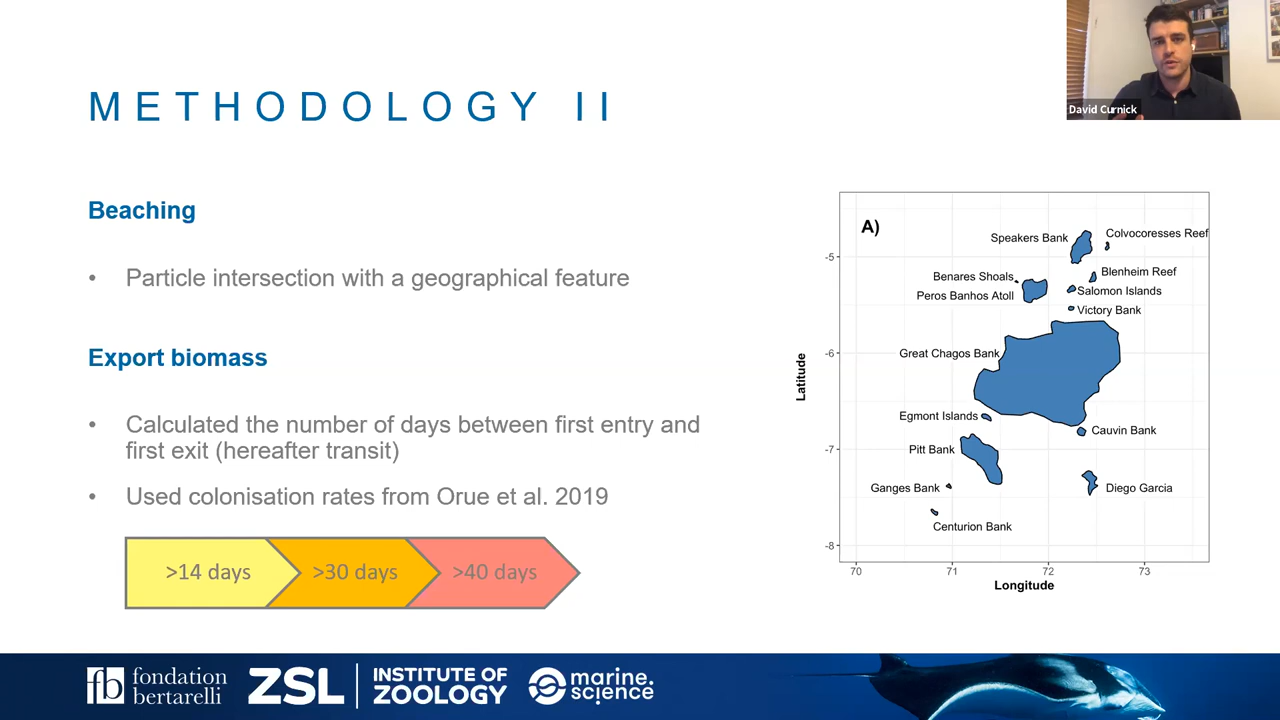 David Curnick
METHODOLOGY II
Beaching
• Particle intersection with a geographical feature
Export biomass
• Calculated the number of days between first entry and
first exit (hereafter transit)
• Used colonisation rates from Orue et al. 2019
>14 days
>30 days
>40 days
A)
Speakers Bank
Colvocoresses Reef
Benares Shoals
Blenheim Reef
Peros Banhos Atoll
Salomon Islands
Victory Bank
Great Chagos Bank
Egmont Islands
Cauvin Bank
Pitt Bank
Ganges Bank
Diego Garcia
Centurion Bank
-5
-6
-7
-8
Latitude
70
71
72
73
Longitude
fb
fondation
bertarelli
ZSL
INSTITUTE OF
ZOOLOGY
marine.
science